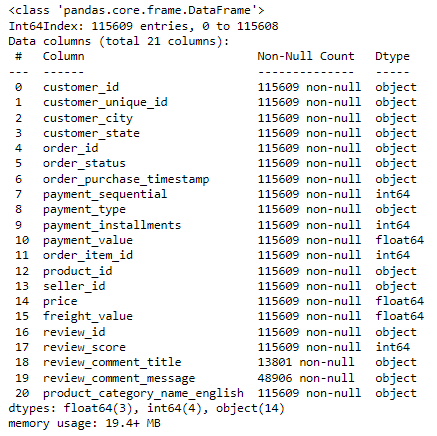 <class 'pandas.core.frame.DataFrame'>
Int64Index: 115609 entries, 0 to 115608
Data columns (total 21 columns):
 #   Column                         Non-Null Count   Dtype
---  ------                         --------------   -----
 0   customer_id                    115609 non-null  object
 1   customer_unique_id             115609 non-null  object
 2   customer_city                  115609 non-null  object
 3   customer_state                 115609 non-null  object
 4   order_id                       115609 non-null  object
 5   order_status                   115609 non-null  object
 6   order_purchase_timestamp       115609 non-null  object
 7   payment_sequential             115609 non-null  int64
 8   payment_type                   115609 non-null  object
 9   payment_installments           115609 non-null  int64
 10  payment_value                  115609 non-null  float64
 11  order_item_id                  115609 non-null  int64
 12  product_id                     115609 non-null  object
 13  seller_id                      115609 non-null  object
 14  price                          115609 non-null  float64
 15  freight_value                  115609 non-null  float64
 16  review_id                      115609 non-null  object
 17  review_score                   115609 non-null  int64
 18  review_comment_title           13801 non-null   object
 19  review_comment_message         48906 non-null   object
 20  product_category_name_english  115609 non-null  object
dtypes: float64(3), int64(4), object(14)
memory usage: 19.4+ MB